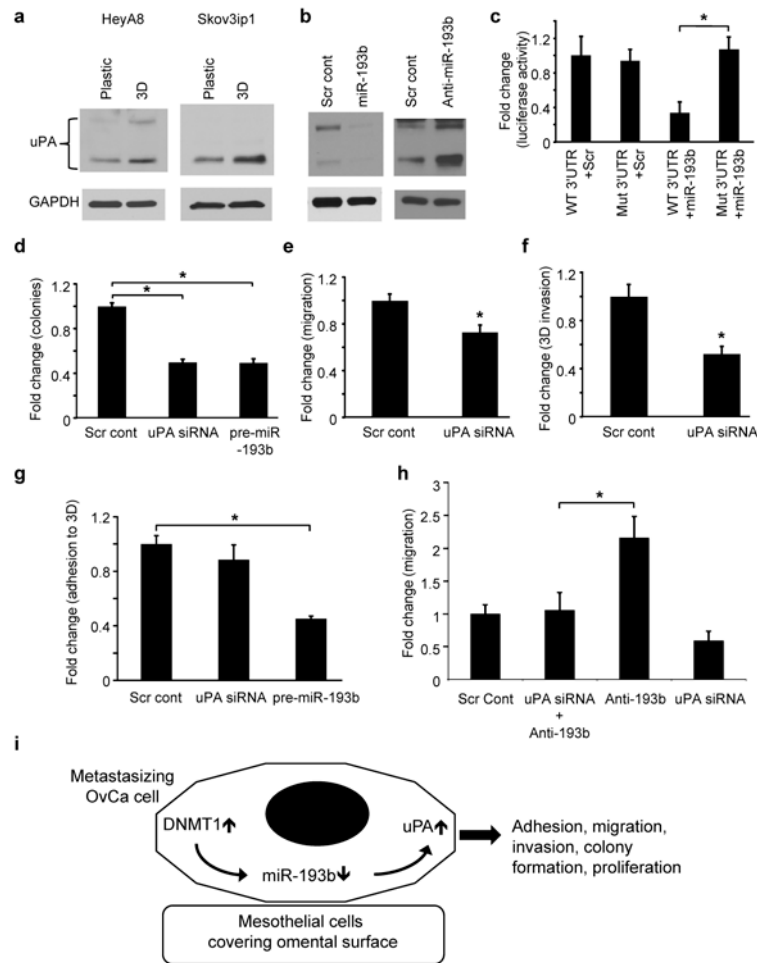 a
HeyA8
Skov3ip1
Plastic
3D
Plastic
3D
uPA
GAPDH
b
Scr cont
miR-193b
Scr cont
Anti-miR-193b
c
Fold change
(luciferase activity)
1.2
0.8
0.4
0
*
WT 3'UTR
+Scr
Mut 3'UTR
+Scr
WT 3'UTR
+miR-193b
Mut 3'UTR
+miR-193b
d
Fold change (colonies)
1.2
0.8
0.4
0
*
*
Scr cont
uPA siRNA
pre-miR
-193b
e
Fold change (migration)
1.2
0.8
0.4
0
*
Scr cont
uPA siRNA
f
Fold change (3D invasion)
1.2
0.8
0.4
0
*
Scr cont
uPA siRNA
g
Fold change (adhesion to 3D)
1.2
0.8
0.4
0
*
Scr cont
uPA siRNA
pre-miR-193b
h
Fold change (migration)
2.5
2
1.5
1
0.5
0
*
Scr Cont
uPA siRNA
+
Anti-193b
Anti-193b
uPA siRNA
i
Metastasizing
OvCa cell
DNMT1
uPA
miR-193b
Adhesion, migration,
invasion, colony
formation, proliferation
Mesothelial cells
covering omental surface